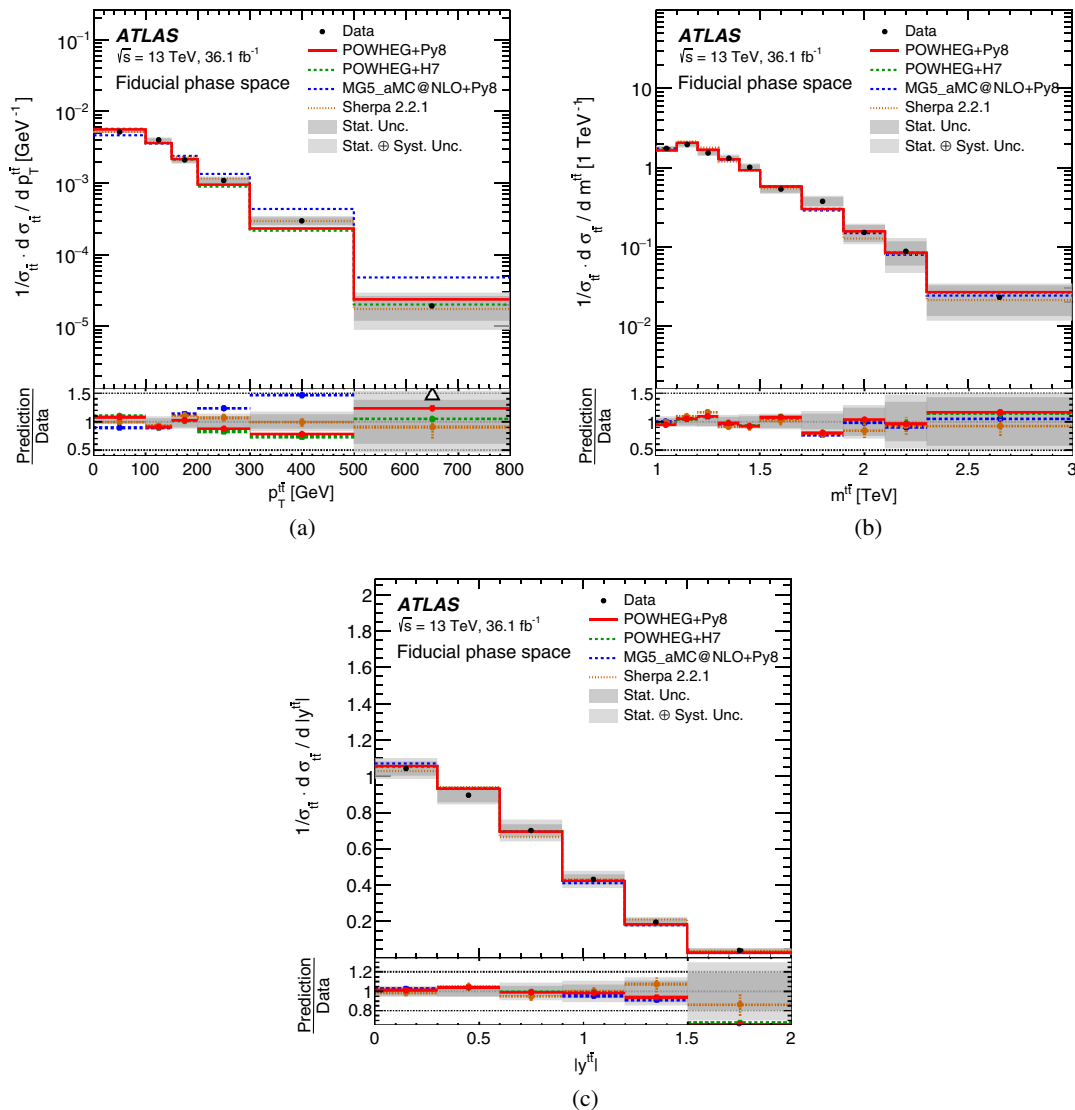 ATLAS
√s = 13 TeV, 36.1 fb⁻¹
Fiducial phase space
Data
POWHEG+Py8
POWHEG+H7
MG5_aMC@NLO+Py8
Sherpa 2.2.1
Stat. Unc.
Stat. ⊕ Syst. Unc.
1/σ_tt̄ · d σ_tt̄ / d p_T^tt̄ [GeV⁻¹]
10⁻¹
10⁻²
10⁻³
10⁻⁴
10⁻⁵
Prediction
Data
1.5
1
0.5
0 100 200 300 400 500 600 700 800
p_T^tt̄ [GeV]
(a)
ATLAS
√s = 13 TeV, 36.1 fb⁻¹
Fiducial phase space
Data
POWHEG+Py8
POWHEG+H7
MG5_aMC@NLO+Py8
Sherpa 2.2.1
Stat. Unc.
Stat. ⊕ Syst. Unc.
1/σ_tt̄ · d σ_tt̄ / d m^tt̄ [1 TeV⁻¹]
10²
10
1
10⁻¹
10⁻²
Prediction
Data
1.5
1
0.5
1 1.5 2 2.5 3
m^tt̄ [TeV]
(b)
ATLAS
√s = 13 TeV, 36.1 fb⁻¹
Fiducial phase space
Data
POWHEG+Py8
POWHEG+H7
MG5_aMC@NLO+Py8
Sherpa 2.2.1
Stat. Unc.
Stat. ⊕ Syst. Unc.
1/σ_tt̄ · d σ_tt̄ / d |y^tt̄|
2
1.8
1.6
1.4
1.2
1
0.8
0.6
0.4
0.2
Prediction
Data
1.2
1
0.8
0 0.5 1 1.5 2
|y^tt̄|
(c)